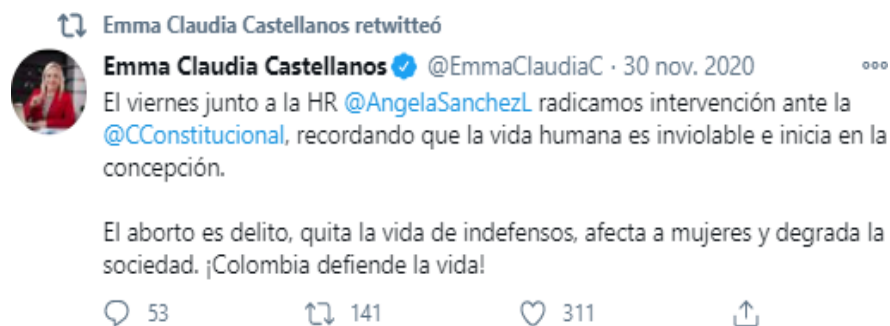 Emma Claudia Castellanos retwitteó
Emma Claudia Castellanos @EmmaClaudiaC · 30 nov. 2020
El viernes junto a la HR @AngelaSanchezL radicamos intervención ante la
@CConstitucional, recordando que la vida humana es inviolable e inicia en la
concepción.
El aborto es delito, quita la vida de indefensos, afecta a mujeres y degrada la
sociedad. ¡Colombia defiende la vida!
53 141 311